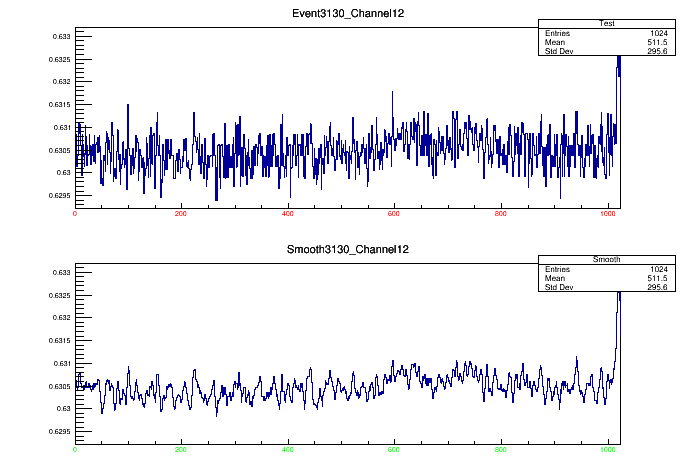 Event3130_Channel12
Test
Entries 1024
Mean 511.5
Std Dev 295.6
0.633
0.6325
0.632
0.6315
0.631
0.6305
0.63
0.6295
0 200 400 600 800 1000
Smooth3130_Channel12
Smooth
Entries 1024
Mean 511.5
Std Dev 295.6
0.633
0.6325
0.632
0.6315
0.631
0.6305
0.63
0.6295
0 200 400 600 800 1000